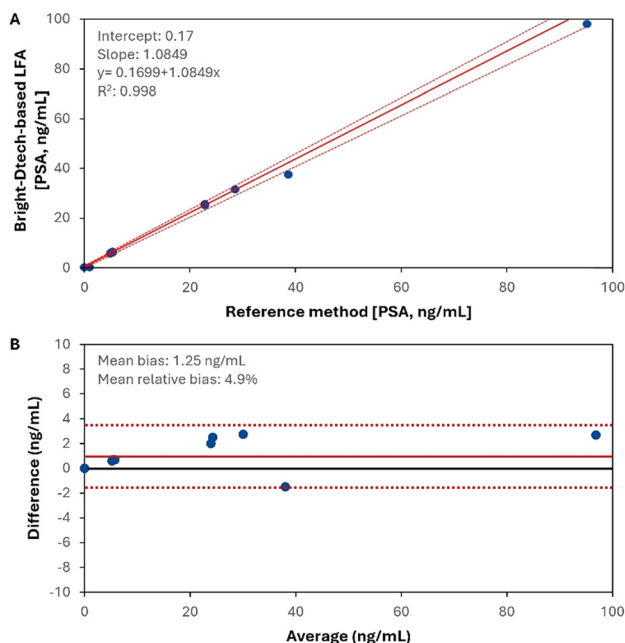 A
Intercept: 0.17
Slope: 1.0849
y= 0.1699+1.0849x
R²: 0.998
Bright-Dtech-based LFA
[PSA, ng/mL]
100
80
60
40
20
0
0 20 40 60 80 100
Reference method [PSA, ng/mL]
B
Mean bias: 1.25 ng/mL
Mean relative bias: 4.9%
Difference (ng/mL)
10
8
6
4
2
0
-2
-4
-6
-8
-10
0 20 40 60 80 100
Average (ng/mL)